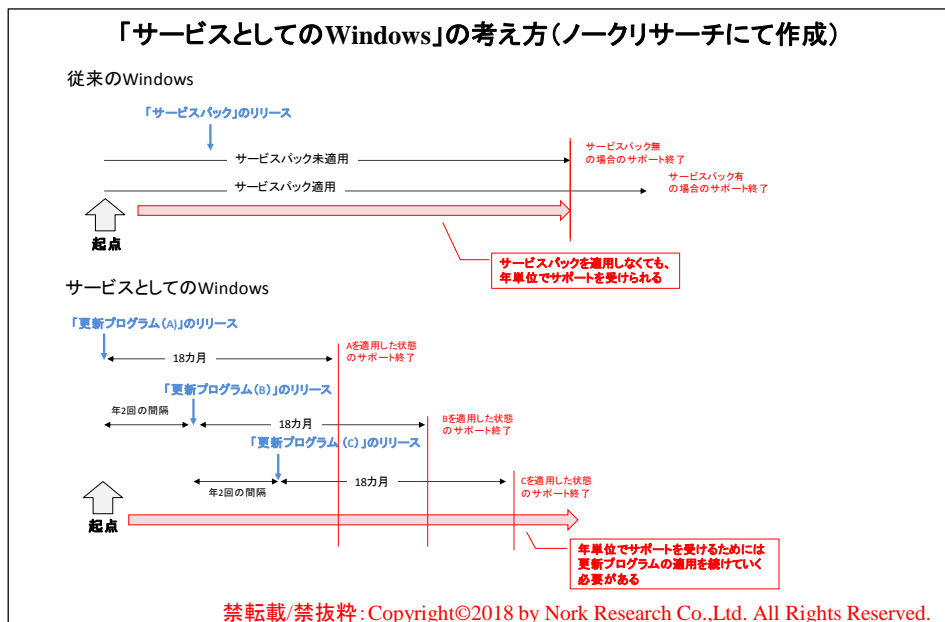 「サービスとしてのWindows」の考え方(ノークリサーチにて作成)
従来のWindows
「サービスパック」のリリース
サービスパック未適用
サービスパック無
の場合のサポート終了
サービスパック適用
サービスパック有
の場合のサポート終了
起点
サービスパックを適用しなくても、
年単位でサポートを受けられる
サービスとしてのWindows
「更新プログラム(A)」のリリース
18カ月
Aを適用した状態
のサポート終了
「更新プログラム(B)」のリリース
年2回の間隔
18カ月
Bを適用した状態
のサポート終了
「更新プログラム(C)」のリリース
年2回の間隔
18カ月
Cを適用した状態
のサポート終了
起点
年単位でサポートを受けるためには
更新プログラムの適用を続けていく
必要がある
禁転載/禁抜粋:Copyright©2018 by Nork Research Co.,Ltd. All Rights Reserved.